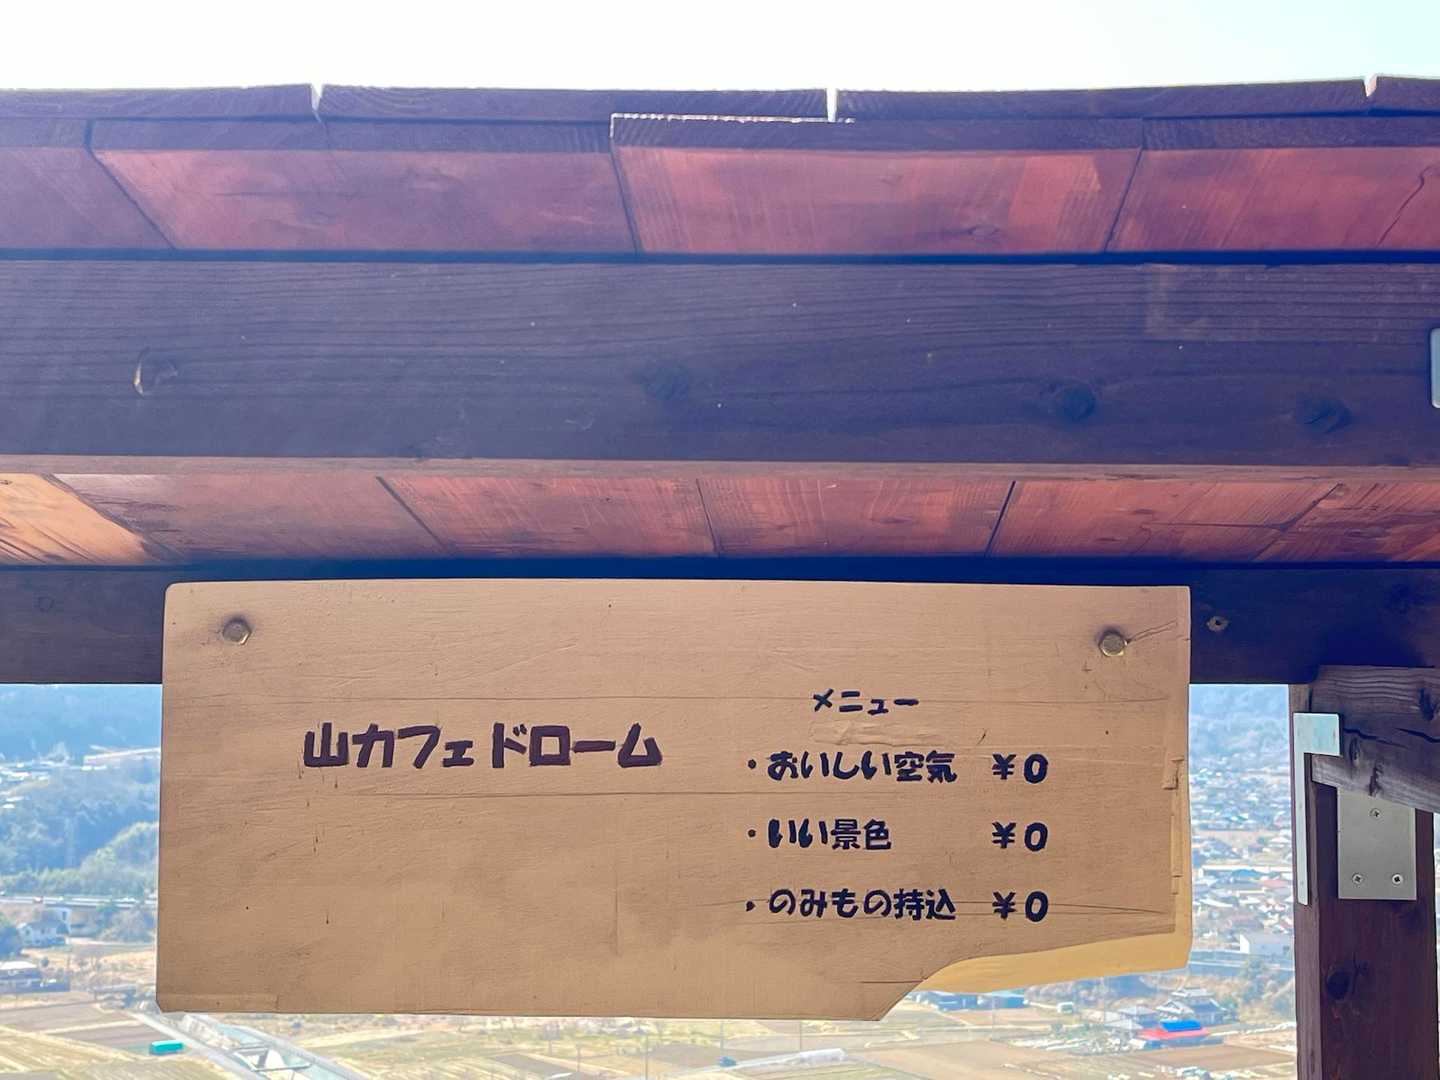 山カフェドローム
メニュー
・おいしい空気 ¥0
・いい景色 ¥0
・のみもの持込 ¥0